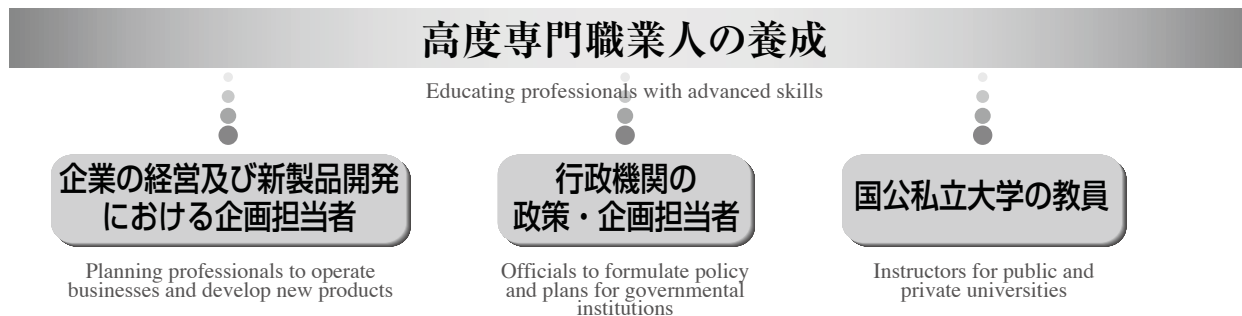 高度専門職業人の養成
Educating professionals with advanced skills
企業の経営及び新製品開発
における企画担当者
Planning professionals to operate
businesses and develop new products
行政機関の
政策・企画担当者
Officials to formulate policy
and plans for governmental
institutions
国公私立大学の教員
Instructors for public and
private universities